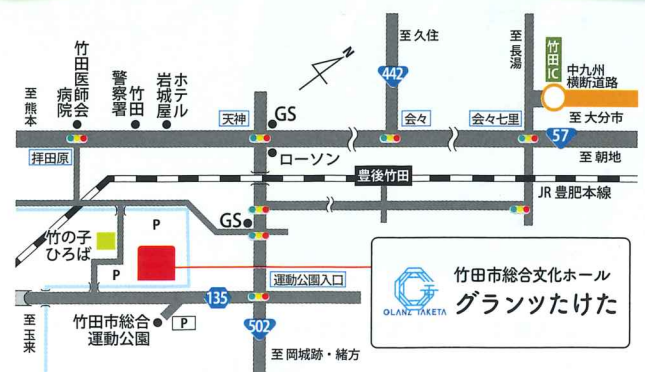 至久住
至長湯
竹田IC
中九州
横断道路
442
N
ホテル
岩城屋
竹田
警察署
竹田医師会
病院
至熊本
天神
GS
会々
会々七里
57
至大分市
至朝地
拝田原
ローソン
豊後竹田
JR豊肥本線
P
GS
竹の子
ひろば
P
運動公園入口
135
竹田市総合
運動公園
P
502
至玉来
至岡城跡・緒方
竹田市総合文化ホール
グランツたけた
GLANZ TAKETA